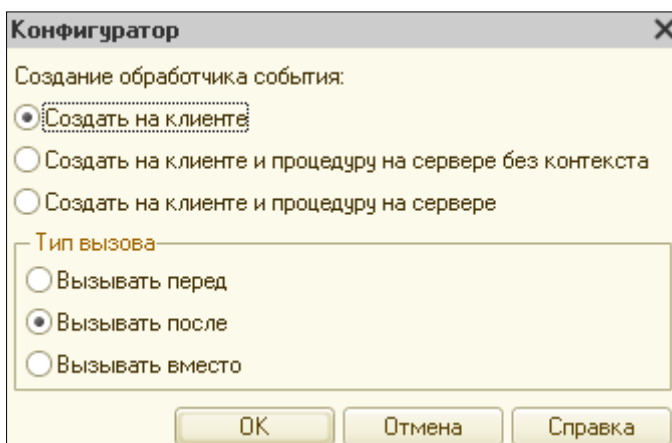 Конфигуратор
Создание обработчика события:
Создать на клиенте
Создать на клиенте и процедуру на сервере без контекста
Создать на клиенте и процедуру на сервере
Тип вызова
Вызывать перед
Вызывать после
Вызывать вместо
ОК Отмена Справка